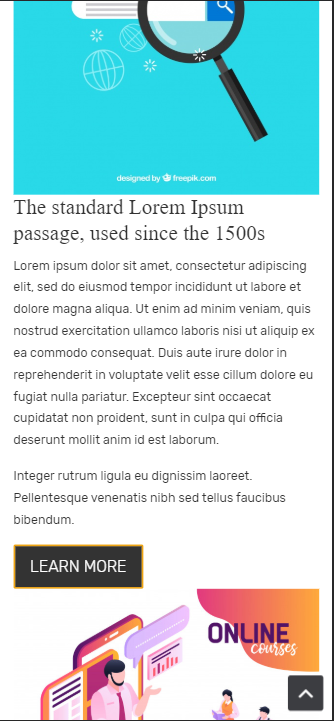 designed by freepik.com
The standard Lorem Ipsum
passage, used since the 1500s
Lorem ipsum dolor sit amet, consectetur adipiscing
elit, sed do eiusmod tempor incididunt ut labore et
dolore magna aliqua. Ut enim ad minim veniam, quis
nostrud exercitation ullamco laboris nisi ut aliquip ex
ea commodo consequat. Duis aute irure dolor in
reprehenderit in voluptate velit esse cillum dolore eu
fugiat nulla pariatur. Excepteur sint occaecat
cupidatat non proident, sunt in culpa qui officia
deserunt mollit anim id est laborum.
Integer rutrum ligula eu dignissim laoreet.
Pellentesque venenatis nibh sed tellus faucibus
bibendum.
LEARN MORE
ONLINE
courses